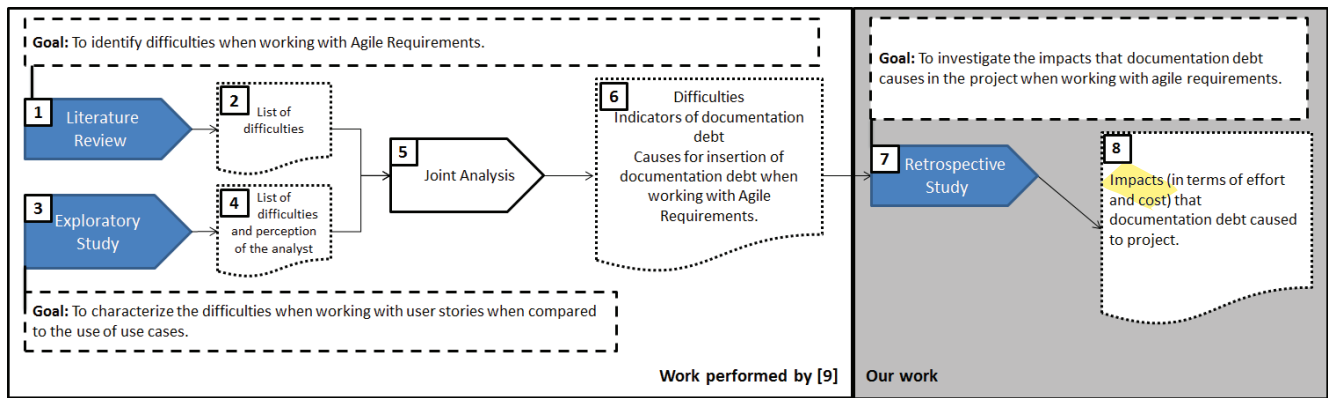 Goal: To identify difficulties when working with Agile Requirements.
1
Literature
Review
2
List of
difficulties
3
Exploratory
Study
4
List of
difficulties
and perception
of the analyst
5
Joint Analysis
6
Difficulties
Indicators of documentation
debt
Causes for insertion of
documentation debt when
working with Agile
Requirements.
Goal: To characterize the difficulties when working with user stories when compared
to the use of use cases.
Work performed by [9]
Goal: To investigate the impacts that documentation debt
causes in the project when working with agile requirements.
7
Retrospective
Study
8
Impacts (in terms of effort
and cost) that
documentation debt caused
to project.
Our work